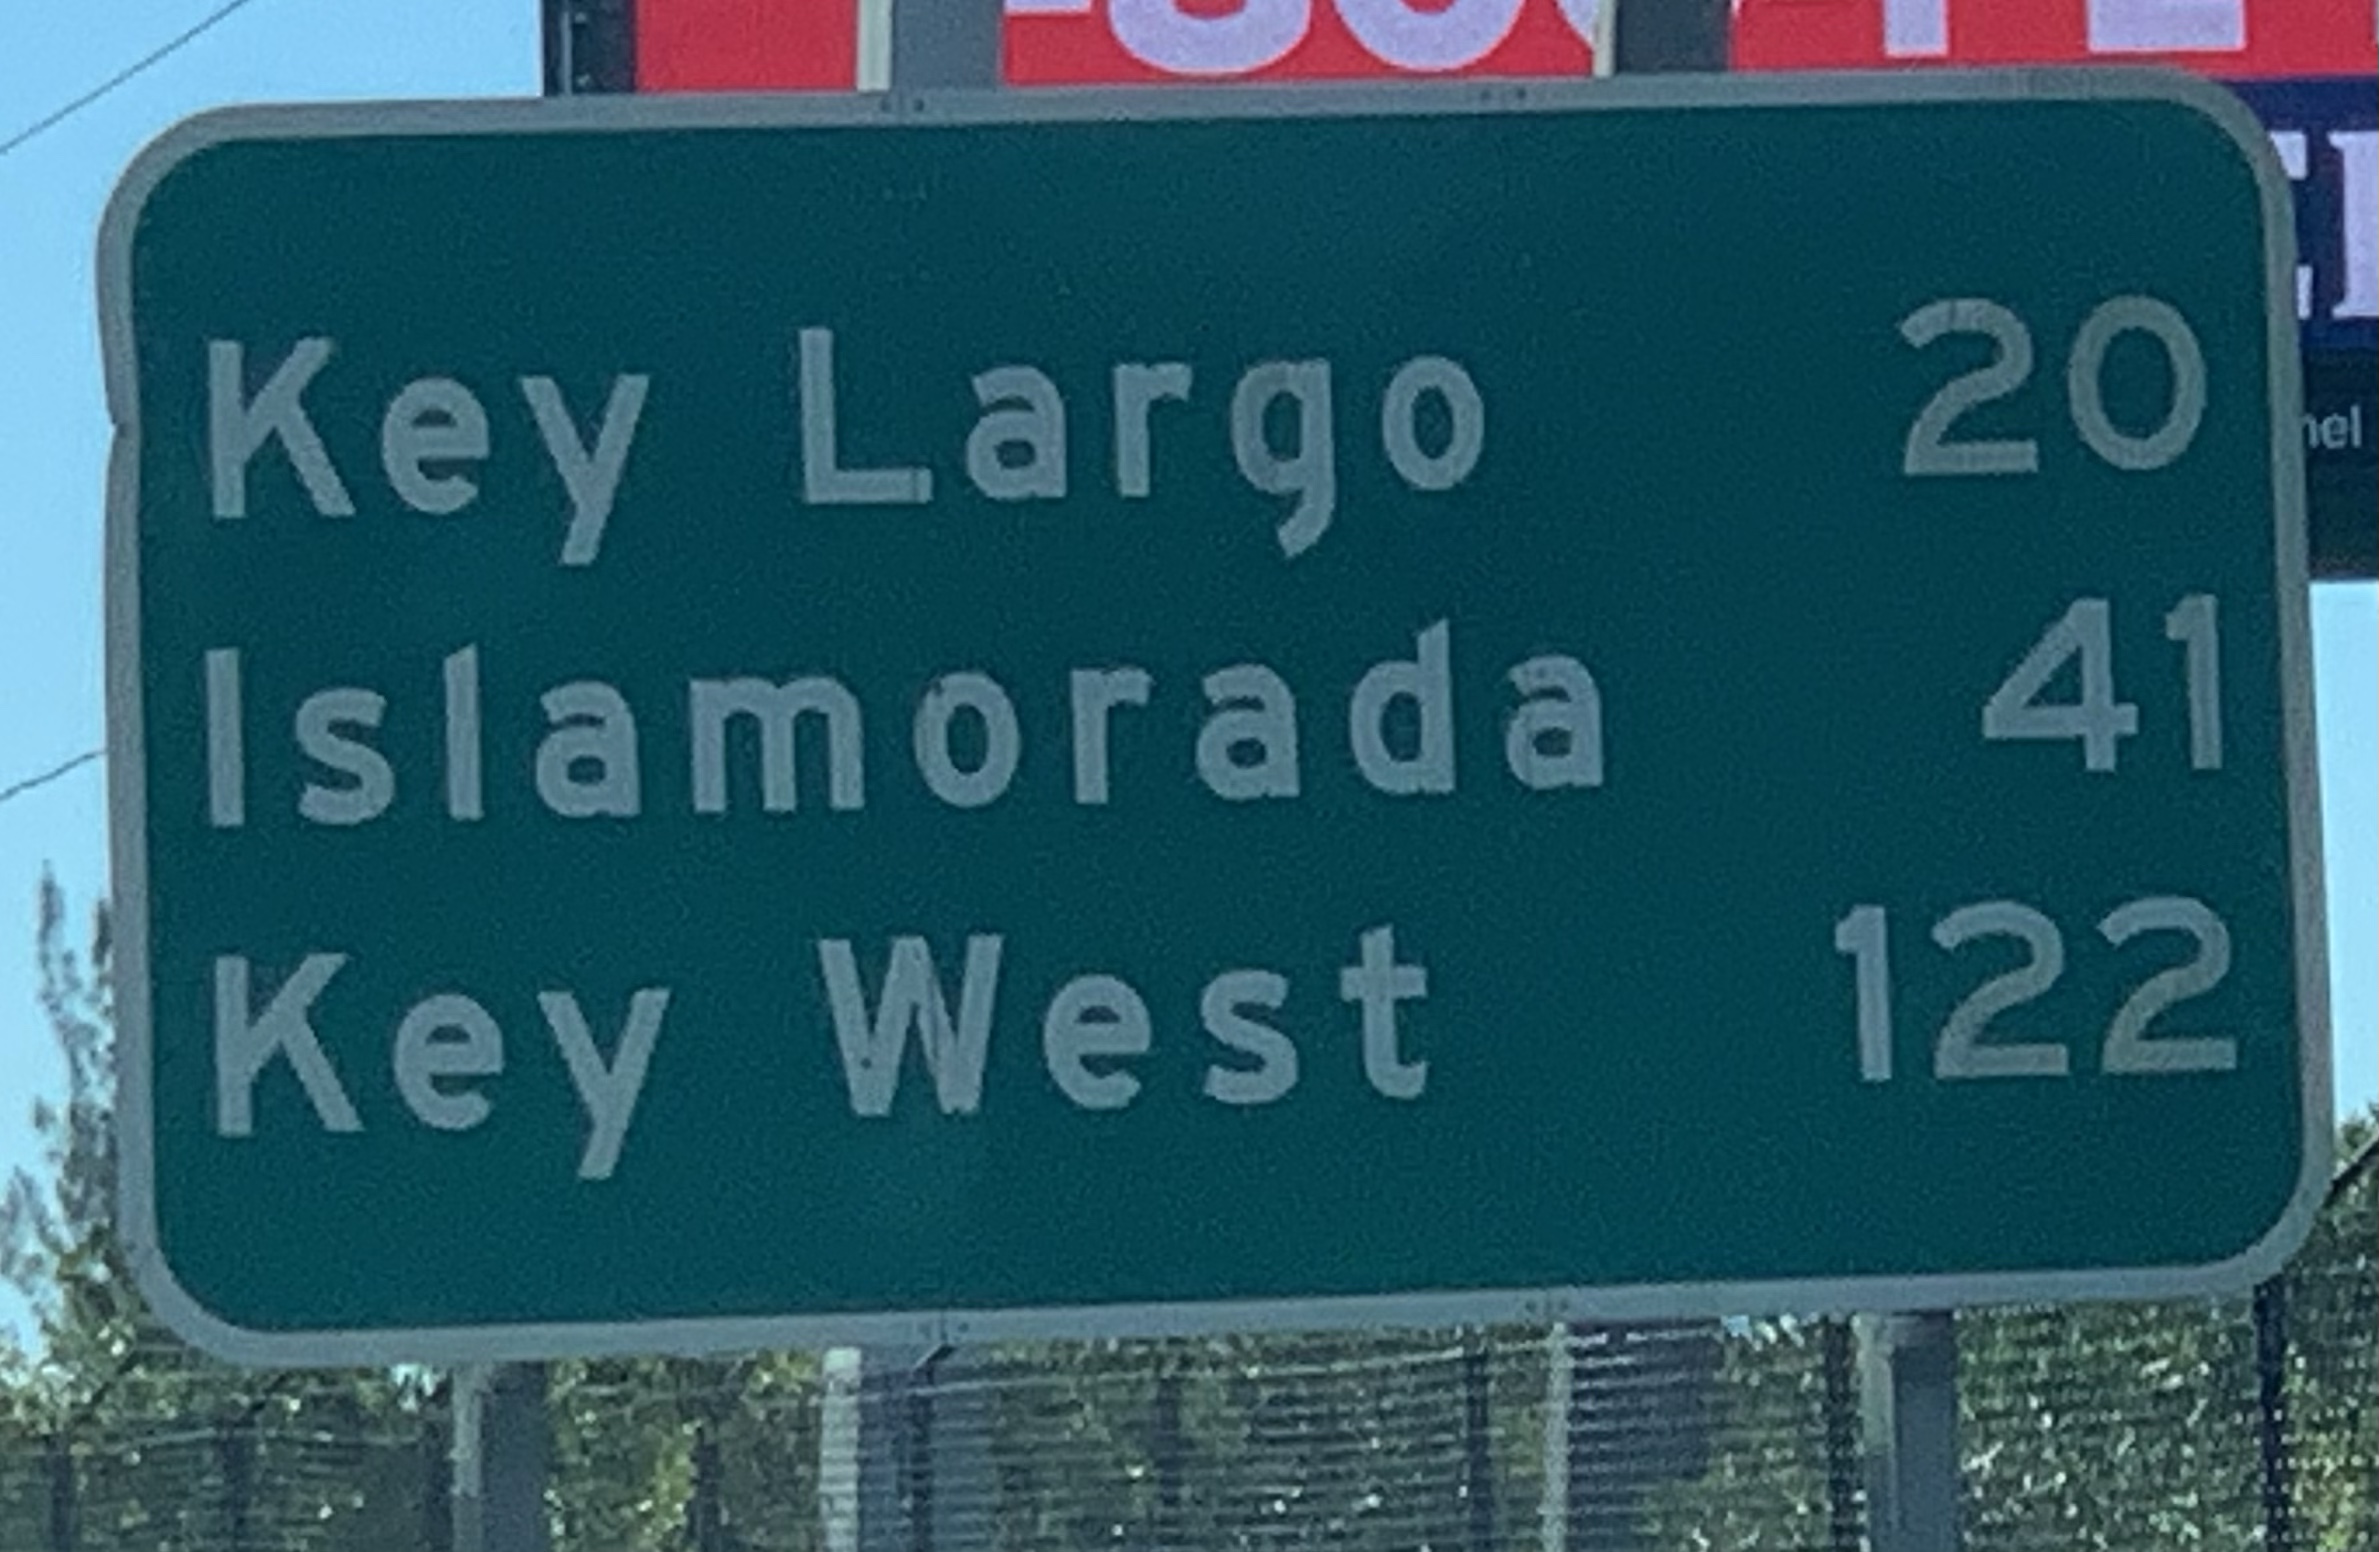 Key Largo 20
Islamorada 41
Key West 122